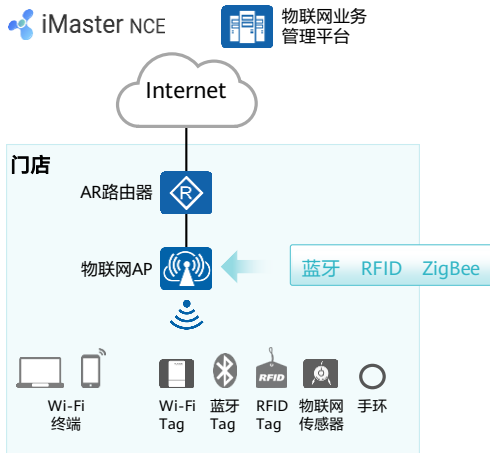 iMaster NCE
物联网业务
管理平台
Internet
门店
AR路由器
R
物联网AP
蓝牙 RFID ZigBee
RFID
Wi-Fi
终端
Wi-Fi
Tag
蓝牙
Tag
RFID
Tag
物联网
传感器
手环